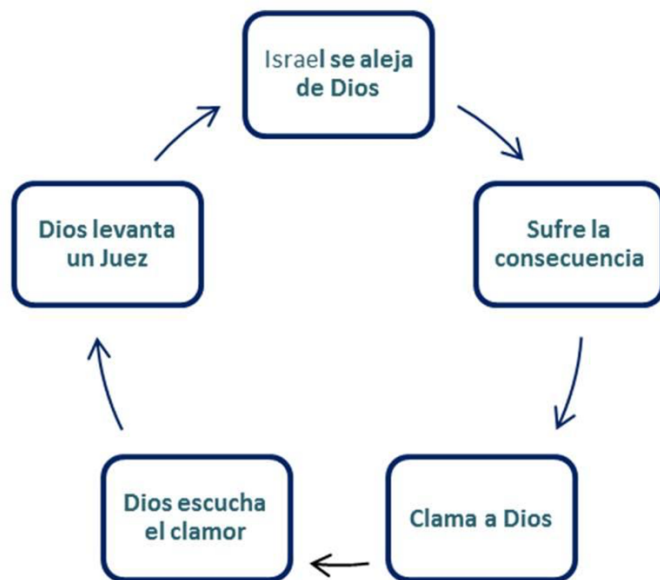 Israel se aleja
de Dios
Sufre la
consecuencia
Clama a Dios
Dios escucha
el clamor
Dios levanta
un Juez